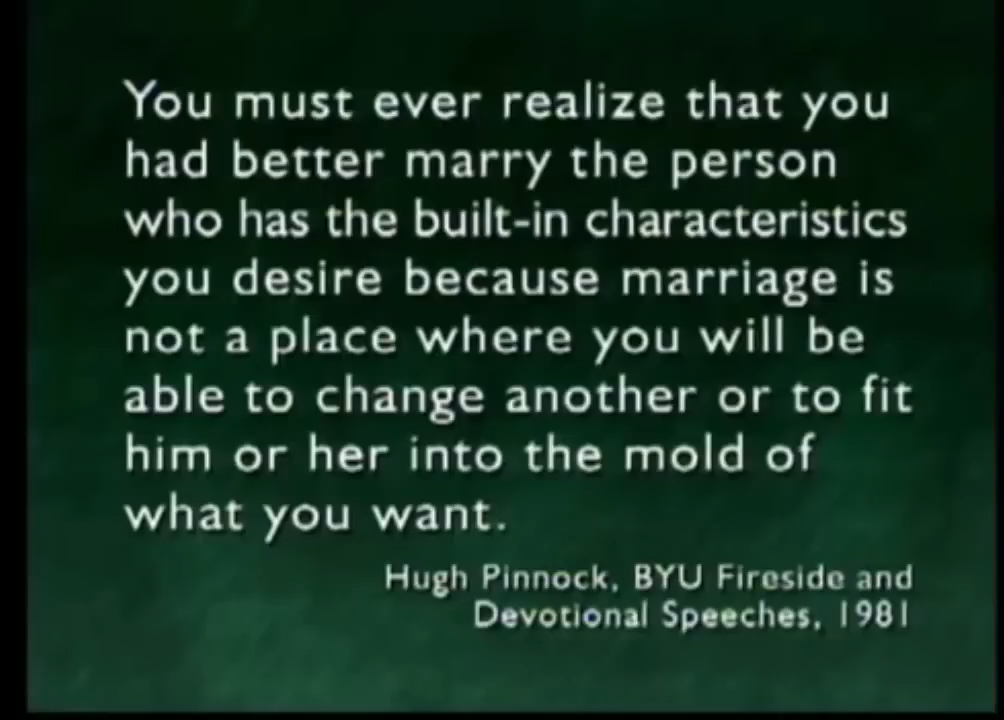 You must ever realize that you
had better marry the person
who has the built-in characteristics
you desire because marriage is
not a place where you will be
able to change another or to fit
him or her into the mold of
what you want.
Hugh Pinnock, BYU Fireside and
Devotional Speeches, 1981